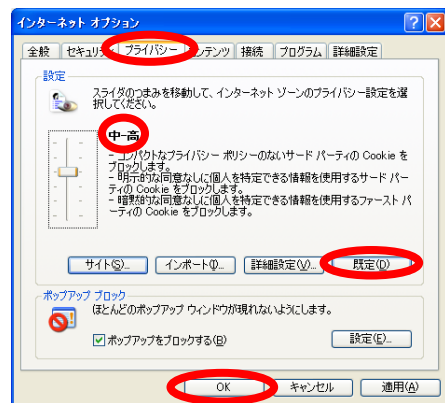 インターネット オプション
全般 セキュリティ プライバシー コンテンツ 接続 プログラム 詳細設定
設定
スライダのつまみを移動して、インターネット ゾーンのプライバシー設定を選
択してください。
中-高
- コンパクトなプライバシー ポリシーのないサード パーティの Cookie を
ブロックします。
- 明示的な同意なしに個人を特定できる情報を使用するサード パー
ティの Cookie をブロックします。
- 暗黙的な同意なしに個人を特定できる情報を使用するファースト パ
ーティの Cookie をブロックします。
サイト(S)... インポート(I)... 詳細設定(V)... 既定(D)
ポップアップ ブロック
ほとんどのポップアップ ウィンドウが現れないようにします。
ポップアップをブロックする(B) 設定(E)...
OK キャンセル 適用(A)